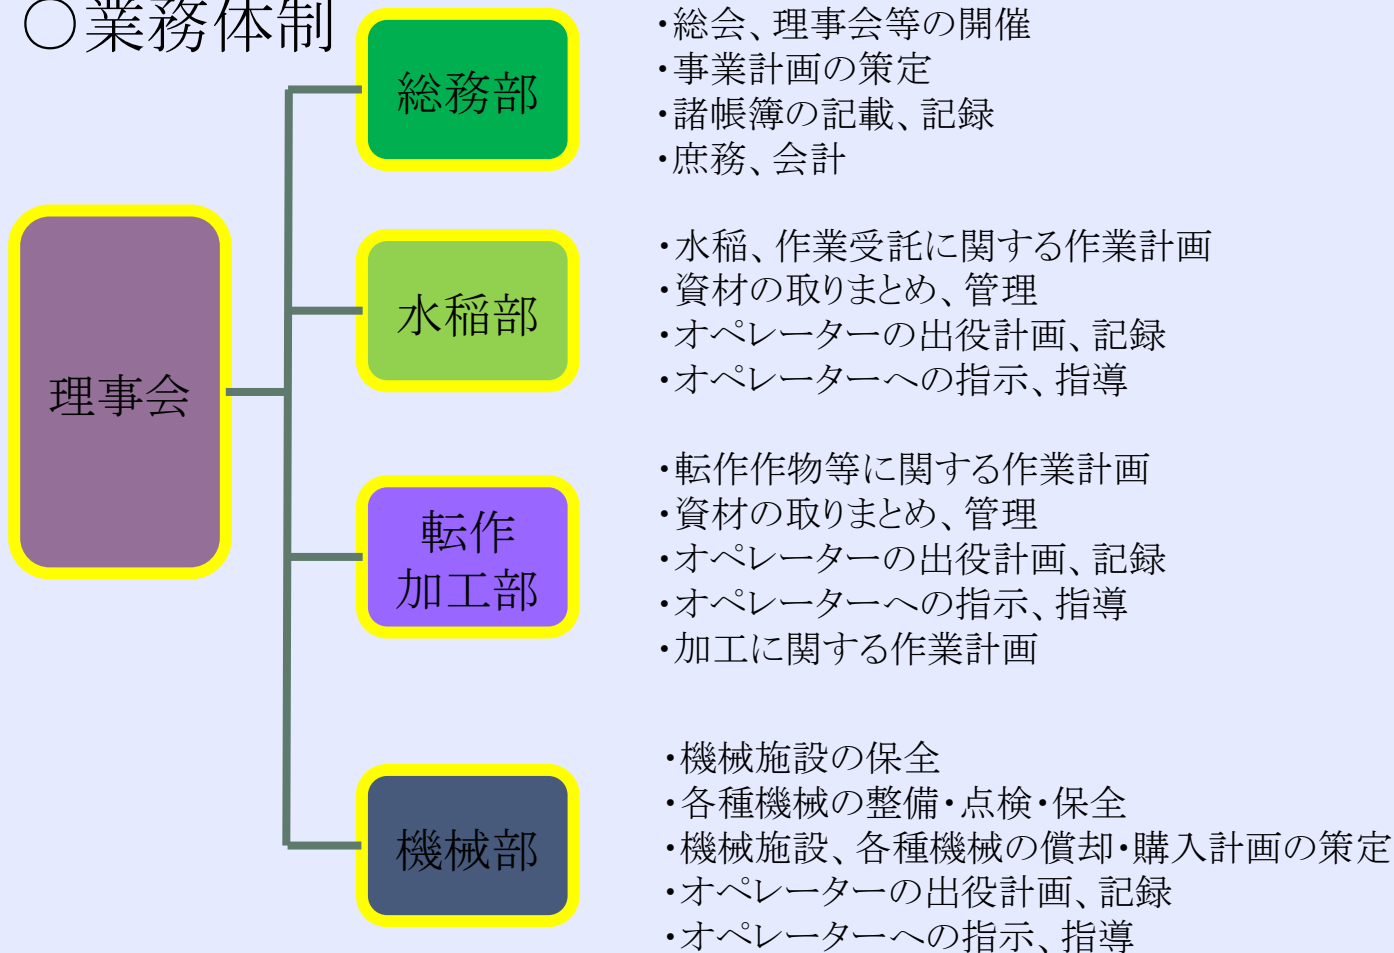 ○業務体制
総務部
・総会、理事会等の開催
・事業計画の策定
・諸帳簿の記載、記録
・庶務、会計
理事会
水稲部
・水稲、作業受託に関する作業計画
・資材の取りまとめ、管理
・オペレーターの出役計画、記録
・オペレーターへの指示、指導
転作
加工部
・転作作物等に関する作業計画
・資材の取りまとめ、管理
・オペレーターの出役計画、記録
・オペレーターへの指示、指導
・加工に関する作業計画
機械部
・機械施設の保全
・各種機械の整備・点検・保全
・機械施設、各種機械の償却・購入計画の策定
・オペレーターの出役計画、記録
・オペレーターへの指示、指導